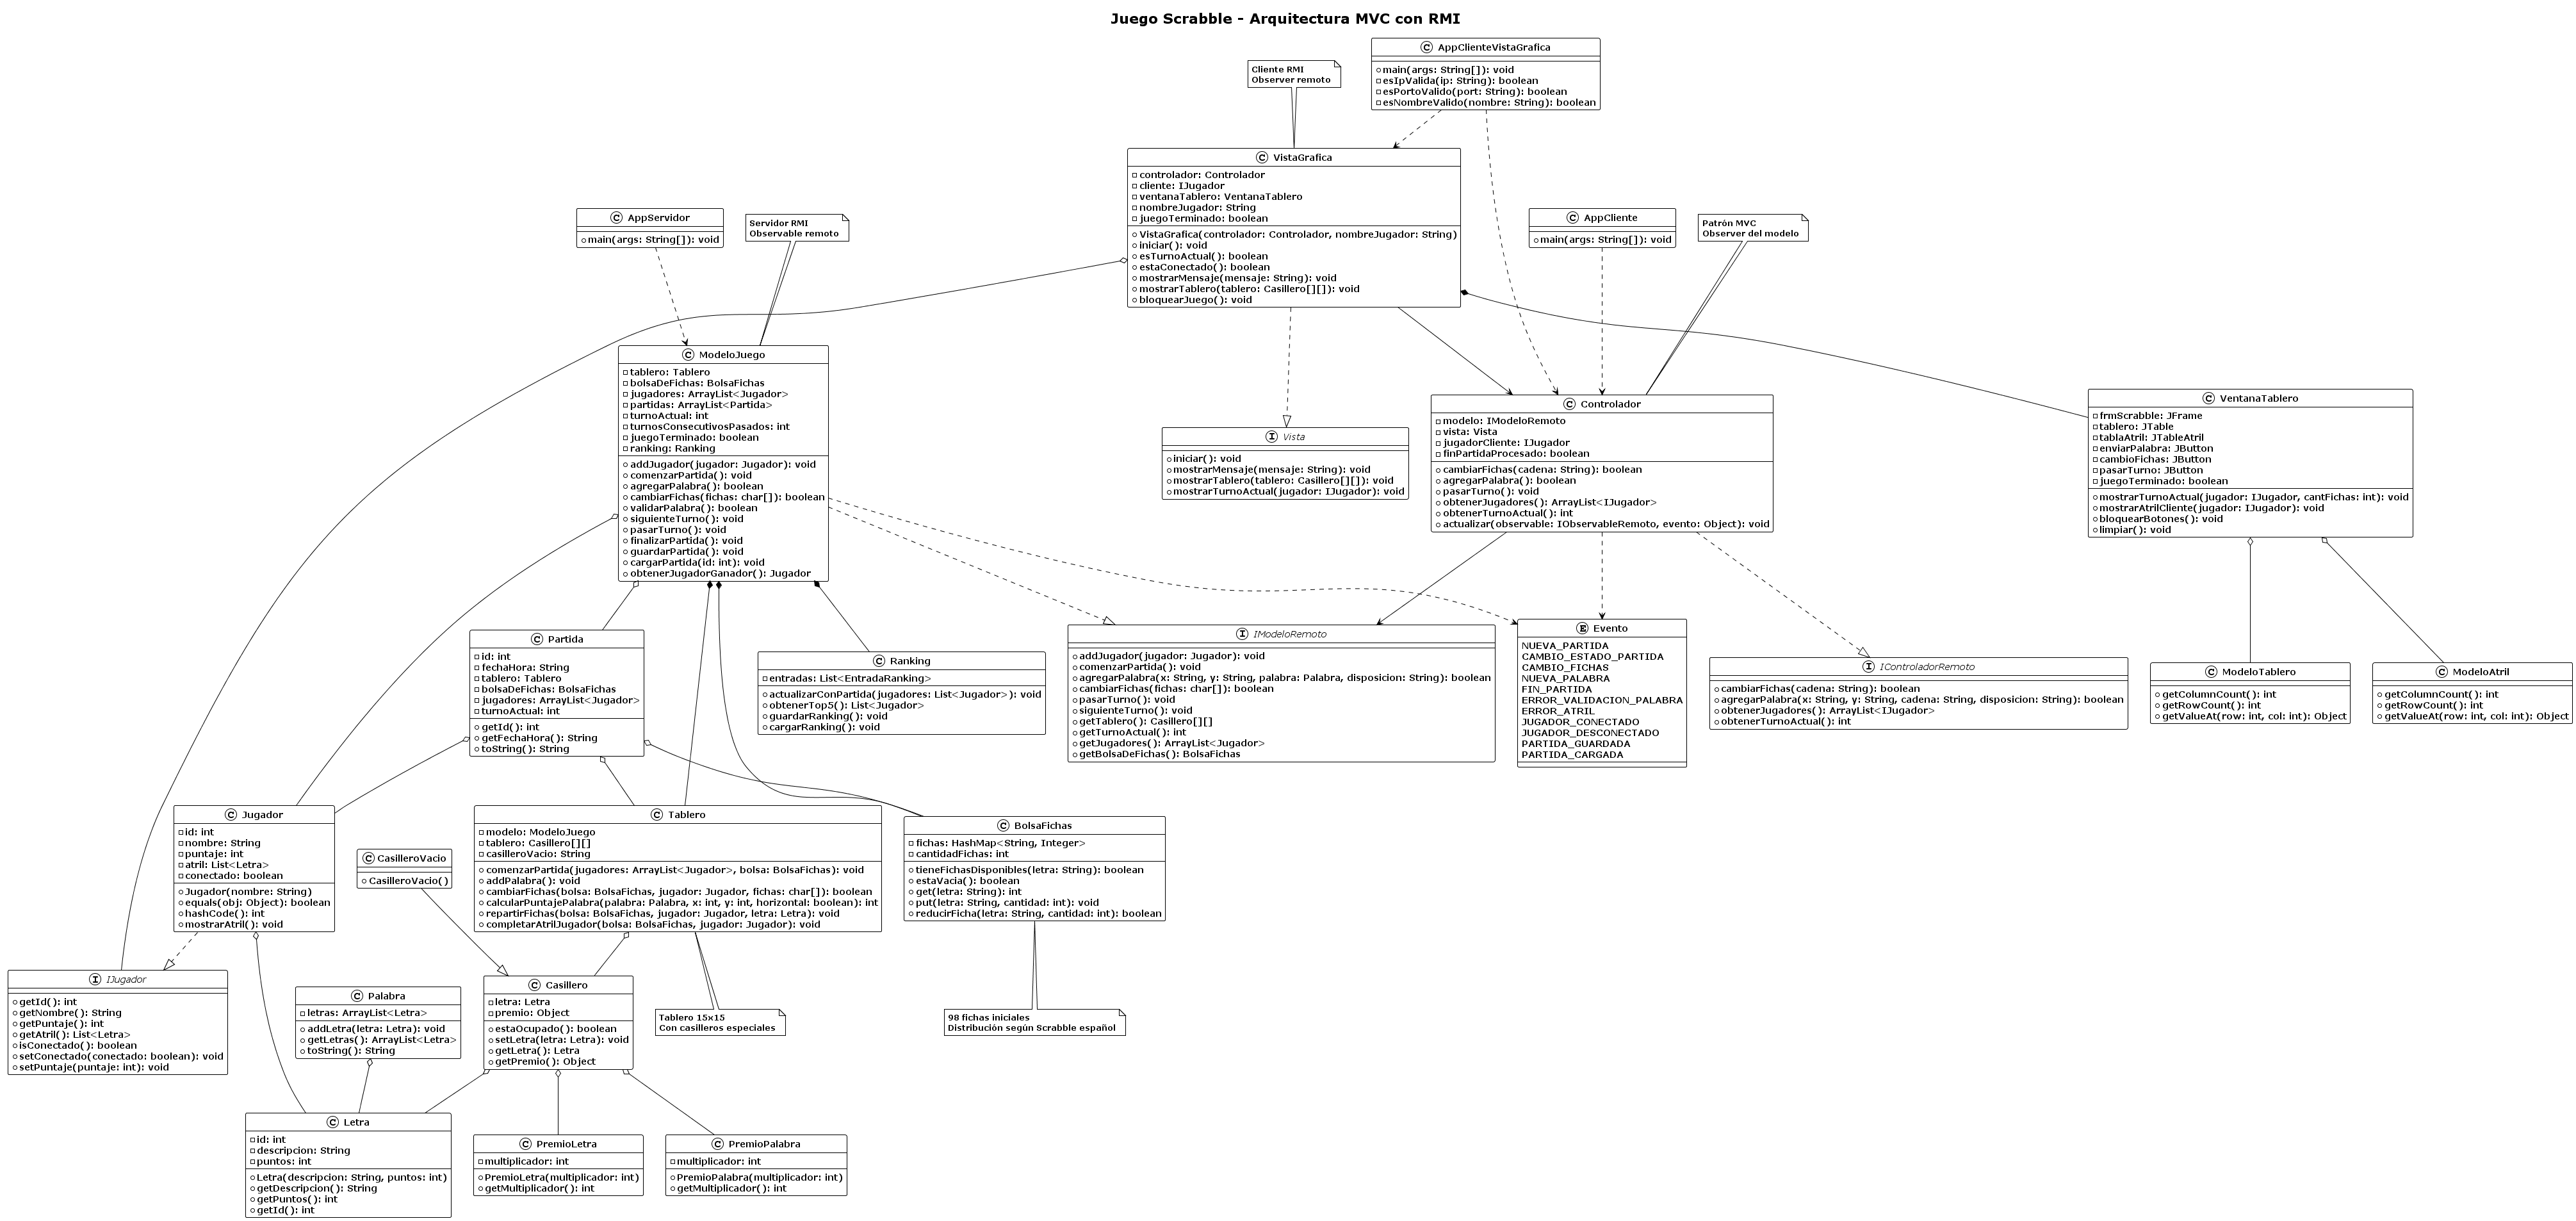 Juego Scrabble - Arquitectura MVC con RMI
C AppClienteVistaGrafica
main(args: String[]): void
esIpValida(ip: String): boolean
esPortoValido(port: String): boolean
esNombreValido(nombre: String): boolean
Cliente RMI
Observer remoto
C VistaGrafica
controlador: Controlador
cliente: IJugador
ventanaTablero: VentanaTablero
nombreJugador: String
juegoTerminado: boolean
VistaGrafica(controlador: Controlador, nombreJugador: String)
iniciar(): void
esTurnoActual(): boolean
estaConectado(): boolean
mostrarMensaje(mensaje: String): void
mostrarTablero(tablero: Casillero[][]): void
bloquearJuego(): void
C AppServidor
main(args: String[]): void
Servidor RMI
Observable remoto
C AppCliente
main(args: String[]): void
Patrón MVC
Observer del modelo
C ModeloJuego
tablero: Tablero
bolsaDeFichas: BolsaFichas
jugadores: ArrayList<Jugador>
partidas: ArrayList<Partida>
turnoActual: int
turnosConsecutivosPasados: int
juegoTerminado: boolean
ranking: Ranking
addJugador(jugador: Jugador): void
comenzarPartida(): void
agregarPalabra(): boolean
cambiarFichas(fichas: char[]): boolean
validarPalabra(): boolean
siguienteTurno(): void
pasarTurno(): void
finalizarPartida(): void
guardarPartida(): void
cargarPartida(id: int): void
obtenerJugadorGanador(): Jugador
I Vista
iniciar(): void
mostrarMensaje(mensaje: String): void
mostrarTablero(tablero: Casillero[][]): void
mostrarTurnoActual(jugador: IJugador): void
C Controlador
modelo: IModeloRemoto
vista: Vista
jugadorCliente: IJugador
finPartidaProcesado: boolean
cambiarFichas(cadena: String): boolean
agregarPalabra(): boolean
pasarTurno(): void
obtenerJugadores(): ArrayList<IJugador>
obtenerTurnoActual(): int
actualizar(observable: IObservableRemoto, evento: Object): void
C VentanaTablero
frmScrabble: JFrame
tablero: JTable
tablaAtril: JTableAtril
enviarPalabra: JButton
cambioFichas: JButton
pasarTurno: JButton
juegoTerminado: boolean
mostrarTurnoActual(jugador: IJugador, cantFichas: int): void
mostrarAtrilCliente(jugador: IJugador): void
bloquearBotones(): void
limpiar(): void
C Partida
id: int
fechaHora: String
tablero: Tablero
bolsaDeFichas: BolsaFichas
jugadores: ArrayList<Jugador>
turnoActual: int
getId(): int
getFechaHora(): String
toString(): String
C Ranking
entradas: List<EntradaRanking>
actualizarConPartida(jugadores: List<Jugador>): void
obtenerTop5(): List<Jugador>
guardarRanking(): void
cargarRanking(): void
I IModeloRemoto
addJugador(jugador: Jugador): void
comenzarPartida(): void
agregarPalabra(x: String, y: String, palabra: Palabra, disposicion: String): boolean
cambiarFichas(fichas: char[]): boolean
pasarTurno(): void
siguienteTurno(): void
getTablero(): Casillero[][]
getTurnoActual(): int
getJugadores(): ArrayList<Jugador>
getBolsaDeFichas(): BolsaFichas
E Evento
NUEVA_PARTIDA
CAMBIO_ESTADO_PARTIDA
CAMBIO_FICHAS
NUEVA_PALABRA
FIN_PARTIDA
ERROR_VALIDACION_PALABRA
ERROR_ATRIL
JUGADOR_CONECTADO
JUGADOR_DESCONECTADO
PARTIDA_GUARDADA
PARTIDA_CARGADA
I IControladorRemoto
cambiarFichas(cadena: String): boolean
agregarPalabra(x: String, y: String, cadena: String, disposicion: String): boolean
obtenerJugadores(): ArrayList<IJugador>
obtenerTurnoActual(): int
C ModeloTablero
getColumnCount(): int
getRowCount(): int
getValueAt(row: int, col: int): Object
C ModeloAtril
getColumnCount(): int
getRowCount(): int
getValueAt(row: int, col: int): Object
C Jugador
id: int
nombre: String
puntaje: int
atril: List<Letra>
conectado: boolean
Jugador(nombre: String)
equals(obj: Object): boolean
hashCode(): int
mostrarAtril(): void
C CasilleroVacio
CasilleroVacio()
C Tablero
modelo: ModeloJuego
tablero: Casillero[][]
casilleroVacio: String
comenzarPartida(jugadores: ArrayList<Jugador>, bolsa: BolsaFichas): void
addPalabra(): void
cambiarFichas(bolsa: BolsaFichas, jugador: Jugador, fichas: char[]): boolean
calcularPuntajePalabra(palabra: Palabra, x: int, y: int, horizontal: boolean): int
repartirFichas(bolsa: BolsaFichas, jugador: Jugador, letra: Letra): void
completarAtrilJugador(bolsa: BolsaFichas, jugador: Jugador): void
C BolsaFichas
fichas: HashMap<String, Integer>
cantidadFichas: int
tieneFichasDisponibles(letra: String): boolean
estaVacia(): boolean
get(letra: String): int
put(letra: String, cantidad: int): void
reducirFicha(letra: String, cantidad: int): boolean
I IJugador
getId(): int
getNombre(): String
getPuntaje(): int
getAtril(): List<Letra>
isConectado(): boolean
setConectado(conectado: boolean): void
setPuntaje(puntaje: int): void
C Palabra
letras: ArrayList<Letra>
addLetra(letra: Letra): void
getLetras(): ArrayList<Letra>
toString(): String
C Casillero
letra: Letra
premio: Object
estaOcupado(): boolean
setLetra(letra: Letra): void
getLetra(): Letra
getPremio(): Object
Tablero 15x15
Con casilleros especiales
98 fichas iniciales
Distribución según Scrabble español
C Letra
id: int
descripcion: String
puntos: int
Letra(descripcion: String, puntos: int)
getDescripcion(): String
getPuntos(): int
getId(): int
C PremioLetra
multiplicador: int
PremioLetra(multiplicador: int)
getMultiplicador(): int
C PremioPalabra
multiplicador: int
PremioPalabra(multiplicador: int)
getMultiplicador(): int